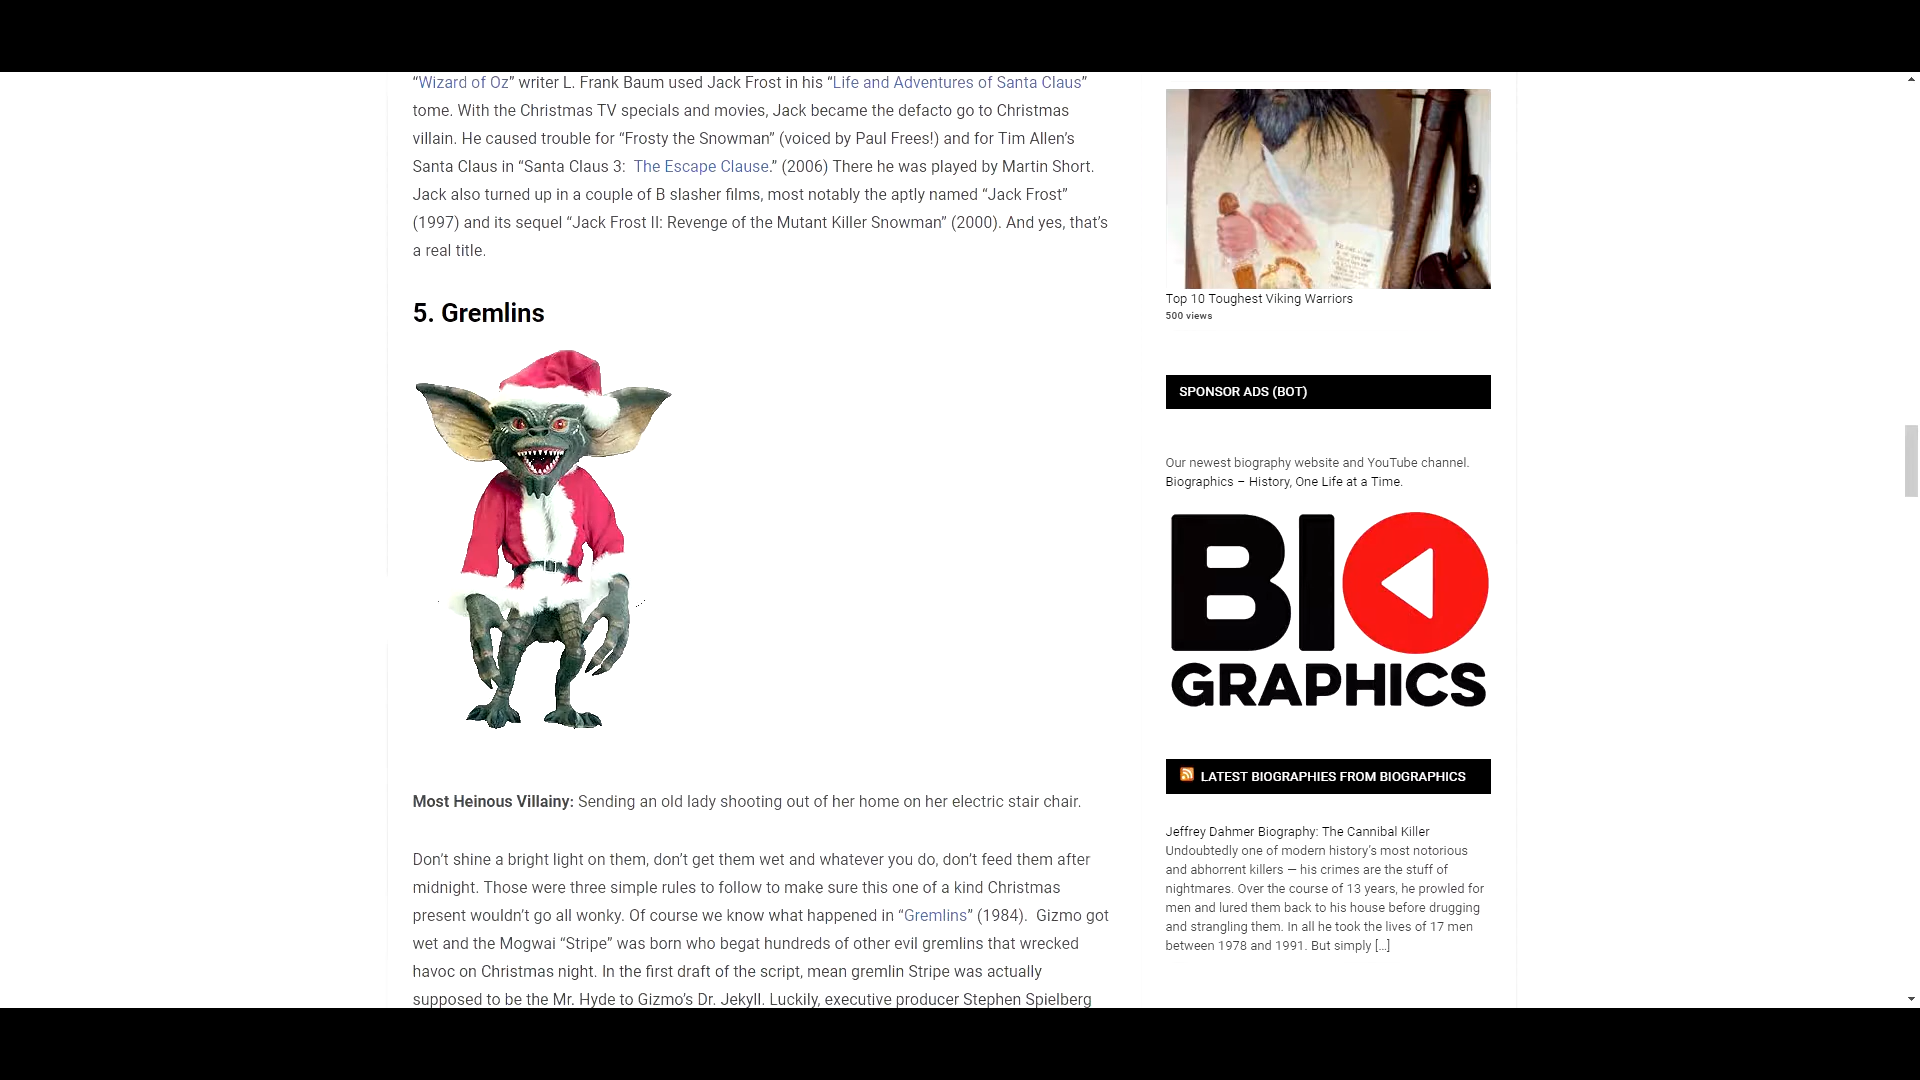 “Wizard of Oz” writer L. Frank Baum used Jack Frost in his “Life and Adventures of Santa Claus”
tome. With the Christmas TV specials and movies, Jack became the defacto go to Christmas
villain. He caused trouble for “Frosty the Snowman” (voiced by Paul Frees!) and for Tim Allen’s
Santa Claus in “Santa Claus 3:  The Escape Clause.” (2006) There he was played by Martin Short.
Jack also turned up in a couple of B slasher films, most notably the aptly named “Jack Frost”
(1997) and its sequel “Jack Frost II: Revenge of the Mutant Killer Snowman” (2000). And yes, that’s
a real title.
5. Gremlins
Most Heinous Villainy: Sending an old lady shooting out of her home on her electric stair chair.
Don’t shine a bright light on them, don’t get them wet and whatever you do, don’t feed them after
midnight. Those were three simple rules to follow to make sure this one of a kind Christmas
present wouldn’t go all wonky. Of course we know what happened in “Gremlins” (1984).  Gizmo got
wet and the Mogwai “Stripe” was born who begat hundreds of other evil gremlins that wrecked
havoc on Christmas night. In the first draft of the script, mean gremlin Stripe was actually
supposed to be the Mr. Hyde to Gizmo’s Dr. Jekyll. Luckily, executive producer Stephen Spielberg
Top 10 Toughest Viking Warriors
500 views
SPONSOR ADS (BOT)
Our newest biography website and YouTube channel.
Biographics – History, One Life at a Time.
BIO
GRAPHICS
LATEST BIOGRAPHIES FROM BIOGRAPHICS
Jeffrey Dahmer Biography: The Cannibal Killer
Undoubtedly one of modern history’s most notorious
and abhorrent killers — his crimes are the stuff of
nightmares. Over the course of 13 years, he prowled for
men and lured them back to his house before drugging
and strangling them. In all he took the lives of 17 men
between 1978 and 1991. But simply [...]